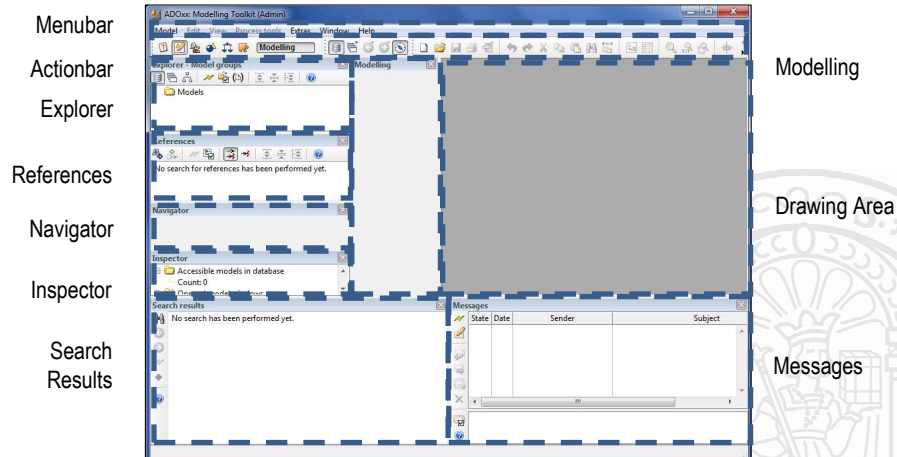 Menubar
Actionbar
Explorer
References
Navigator
Inspector
Search
Results
ADOxx: Modelling Toolkit (Admin)
Model Edit View Process tools Extras Window Help
Modelling
Explorer - Model groups
Models
References
No search for references has been performed yet.
Navigator
Inspector
Accessible models in database
Count: 0
Modelling
Search results
No search has been performed yet.
Messages
State Date Sender Subject
Modelling
Drawing Area
Messages